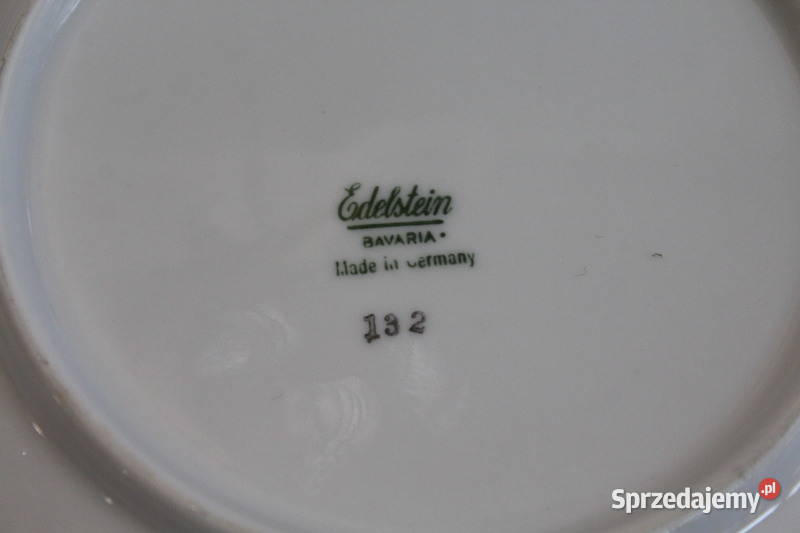 Edelstein
BAVARIA
Made in Germany
132
Sprzedajemy.pl